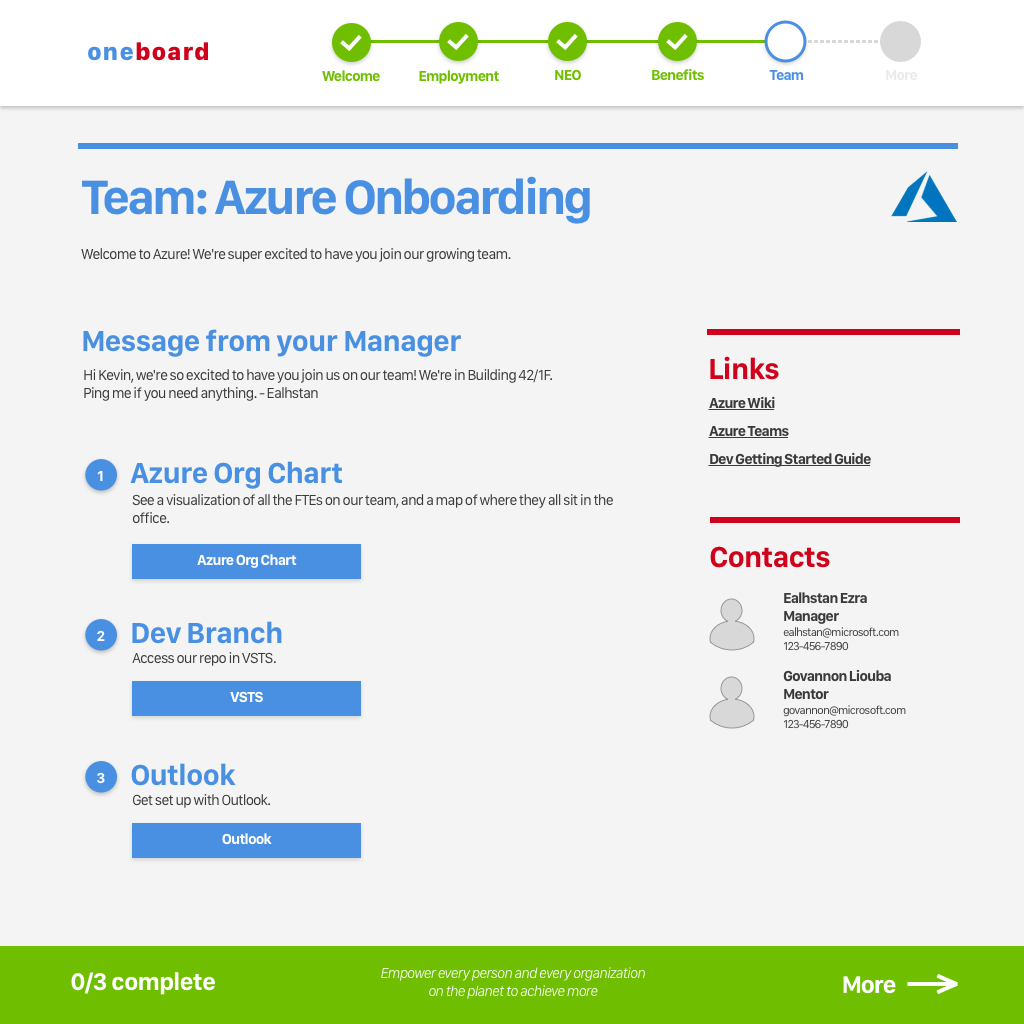 oneboard
Welcome
Employment
NEO
Benefits
Team
More
Team: Azure Onboarding
Welcome to Azure! We're super excited to have you join our growing team.
Message from your Manager
Hi Kevin, we're so excited to have you join us on our team! We're in Building 42/1F.
Ping me if you need anything. - Ealhstan
1
Azure Org Chart
See a visualization of all the FTEs on our team, and a map of where they all sit in the
office.
Azure Org Chart
2
Dev Branch
Access our repo in VSTS.
VSTS
3
Outlook
Get set up with Outlook.
Outlook
Links
Azure Wiki
Azure Teams
Dev Getting Started Guide
Contacts
Ealhstan Ezra
Manager
ealhstan@microsoft.com
123-456-7890
Govannon Liouba
Mentor
govannon@microsoft.com
123-456-7890
0/3 complete
Empower every person and every organization
on the planet to achieve more
More